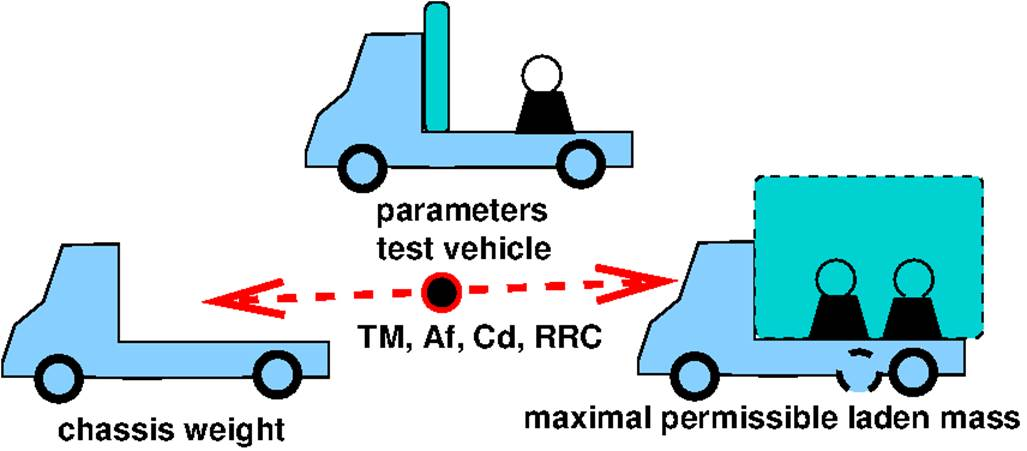 parameters
test vehicle
TM, Af, Cd, RRC
chassis weight
maximal permissible laden mass